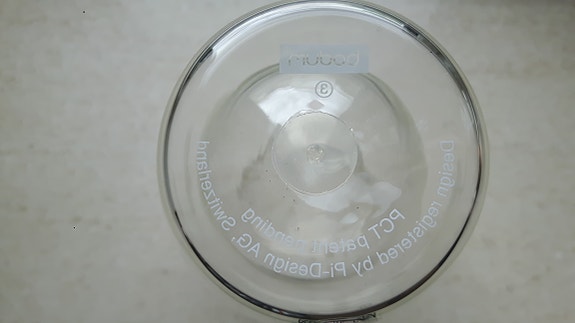 Design registered by Pi-Design AG, Switzerland
PCT patent pending